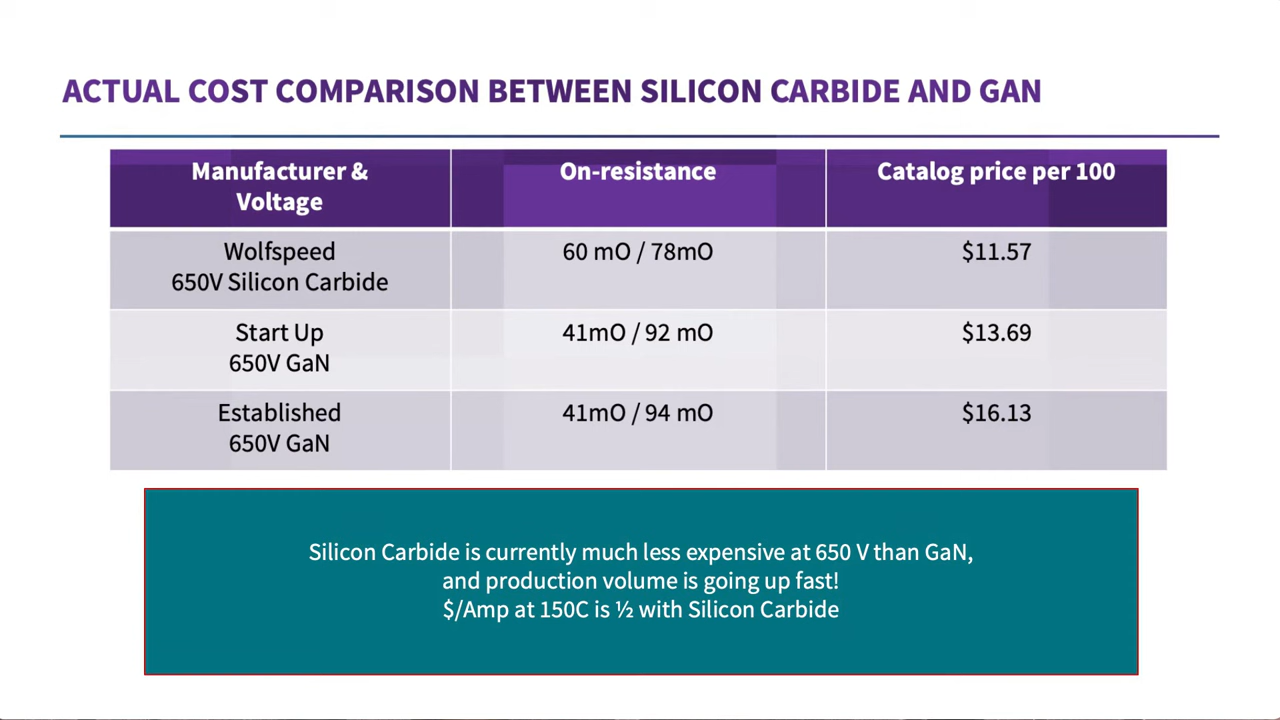 ACTUAL COST COMPARISON BETWEEN SILICON CARBIDE AND GAN
Manufacturer &
Voltage
On-resistance
Catalog price per 100
Wolfspeed
650V Silicon Carbide
60 mO / 78mO
$11.57
Start Up
650V GaN
41mO / 92 mO
$13.69
Established
650V GaN
41mO / 94 mO
$16.13
Silicon Carbide is currently much less expensive at 650 V than GaN,
and production volume is going up fast!
$/Amp at 150C is ½ with Silicon Carbide